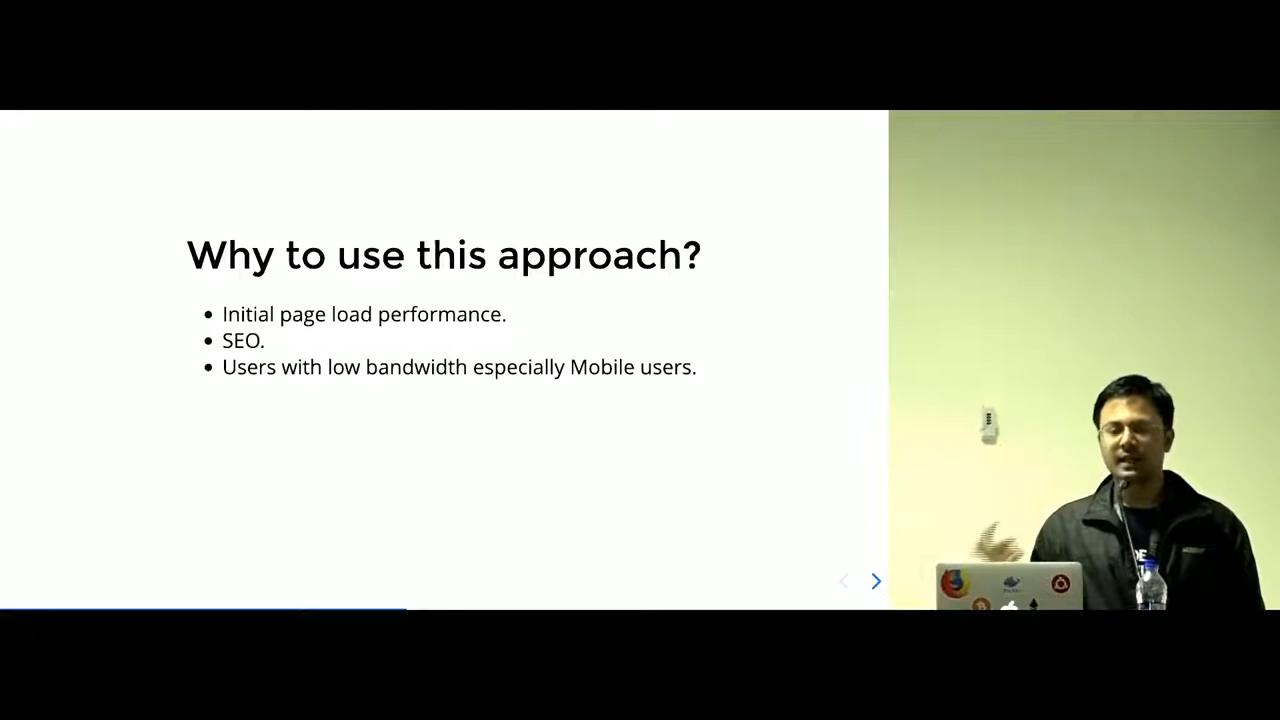 Why to use this approach?
Initial page load performance.
SEO.
Users with low bandwidth especially Mobile users.